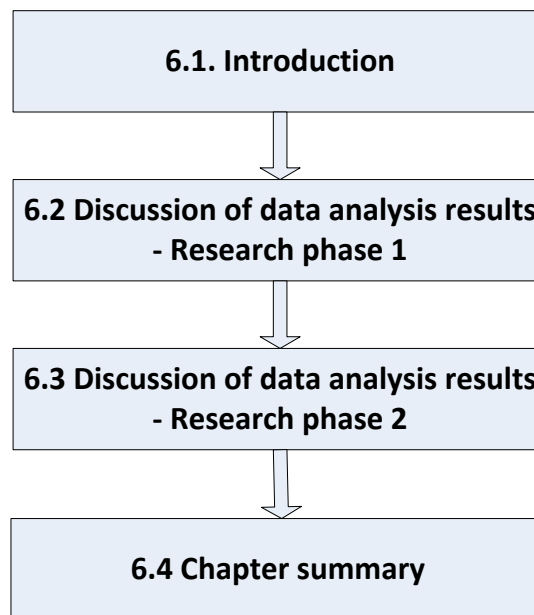 6.1. Introduction
6.2 Discussion of data analysis results
- Research phase 1
6.3 Discussion of data analysis results
- Research phase 2
6.4 Chapter summary